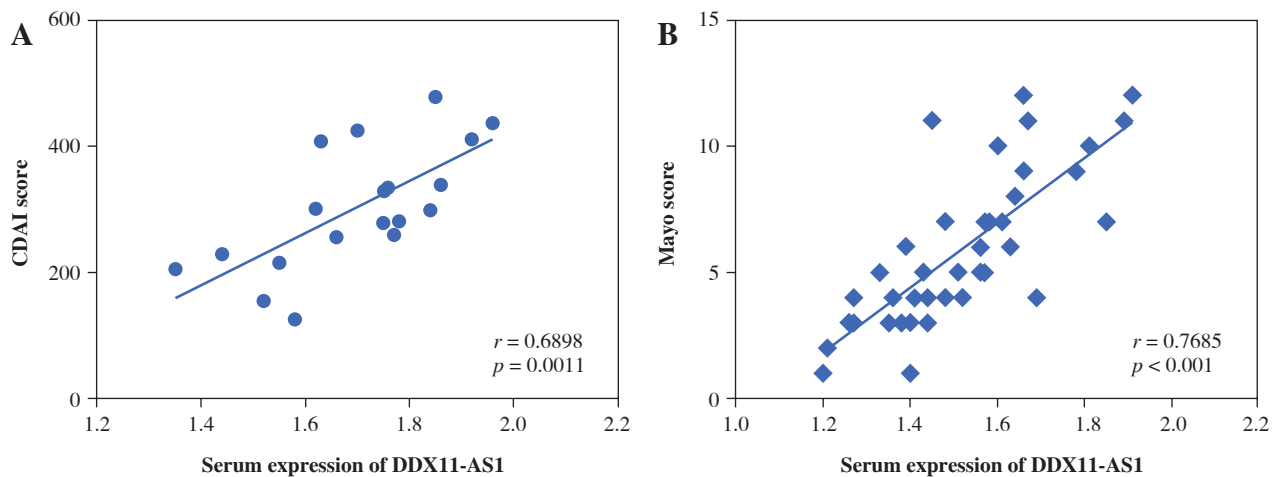 A
600
400
200
0
CDAI score
1.2 1.4 1.6 1.8 2.0 2.2
Serum expression of DDX11-AS1
r = 0.6898
p = 0.0011
B
15
10
5
0
Mayo score
1.0 1.2 1.4 1.6 1.8 2.0 2.2
Serum expression of DDX11-AS1
r = 0.7685
p < 0.001